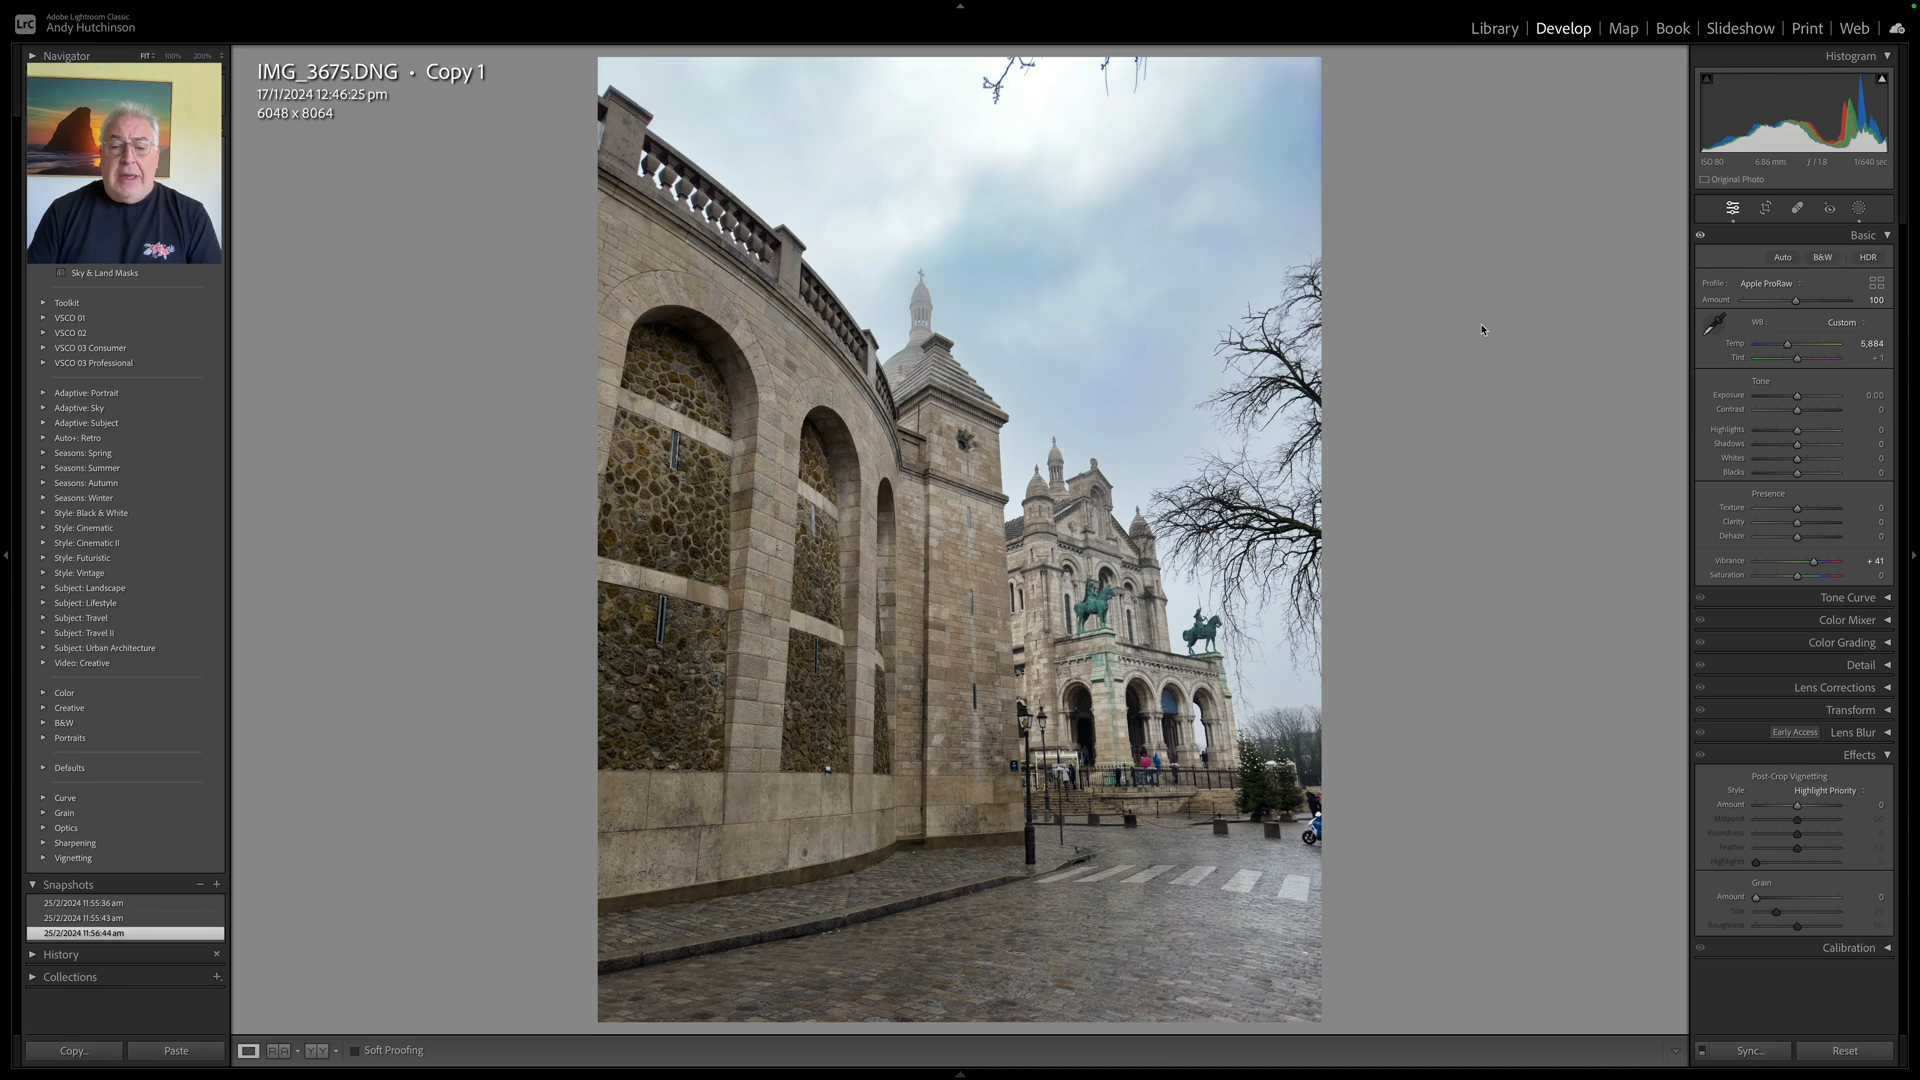 Lrc
Adobe Lightroom Classic
Andy Hutchinson
Library | Develop | Map | Book | Slideshow | Print | Web
Navigator FIT 100% 200%
IMG_3675.DNG • Copy 1
17/1/2024 12:46:25 pm
6048 x 8064
Sky & Land Masks
Toolkit
VSCO 01
VSCO 02
VSCO 03 Consumer
VSCO 03 Professional
Adaptive: Portrait
Adaptive: Sky
Adaptive: Subject
Auto+: Retro
Seasons: Spring
Seasons: Summer
Seasons: Autumn
Seasons: Winter
Style: Black & White
Style: Cinematic
Style: Cinematic II
Style: Futuristic
Style: Vintage
Subject: Landscape
Subject: Lifestyle
Subject: Travel
Subject: Travel II
Subject: Urban Architecture
Video: Creative
Color
Creative
B&W
Portraits
Defaults
Curve
Grain
Optics
Sharpening
Vignetting
Snapshots
25/2/2024 11:55:36 am
25/2/2024 11:55:43 am
25/2/2024 11:56:44 am
History
Collections
Copy... Paste
Soft Proofing
Histogram
ISO 80 6.86 mm ƒ / 1.8 1/640 sec
Original Photo
Basic
Auto B&W HDR
Profile : Apple ProRaw
Amount 100
WB : Custom
Temp 5,884
Tint + 1
Tone
Exposure 0.00
Contrast 0
Highlights 0
Shadows 0
Whites 0
Blacks 0
Presence
Texture 0
Clarity 0
Dehaze 0
Vibrance + 41
Saturation 0
Tone Curve
Color Mixer
Color Grading
Detail
Lens Corrections
Transform
Early Access Lens Blur
Effects
Post-Crop Vignetting
Style Highlight Priority
Amount 0
Midpoint 50
Roundness 0
Feather 50
Highlights 0
Grain
Amount 0
Size 25
Roughness 50
Calibration
Sync... Reset